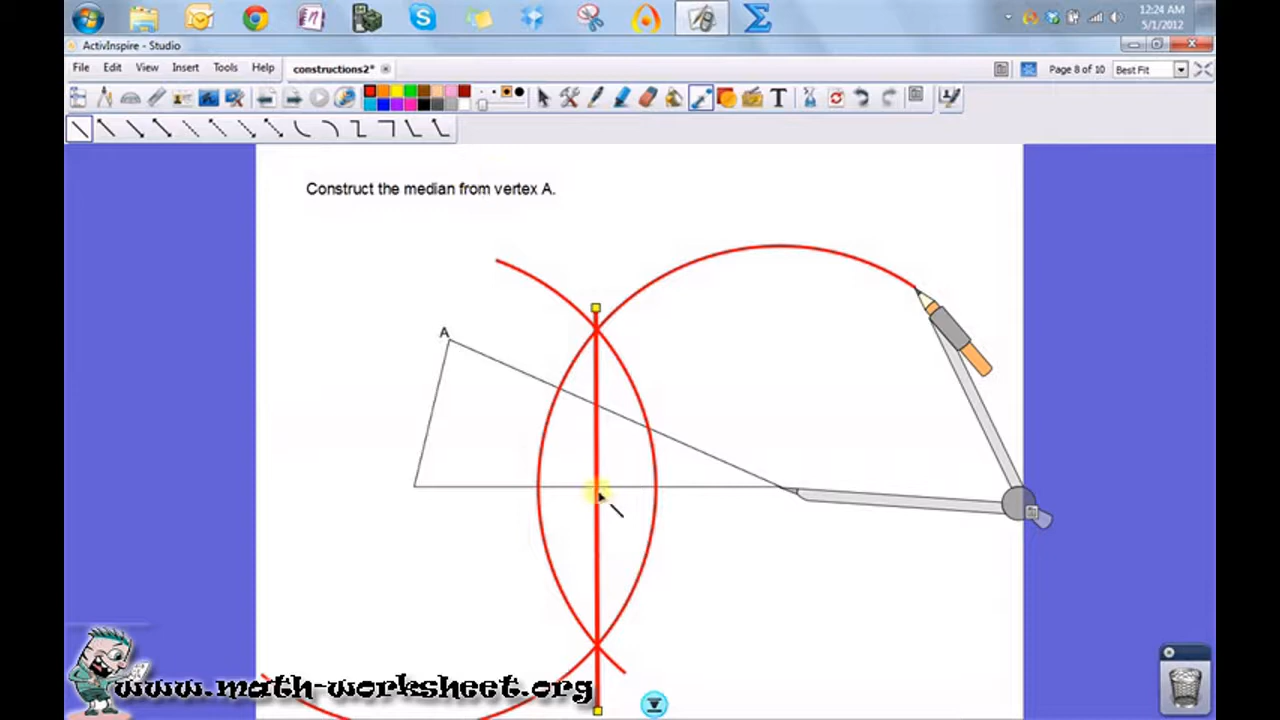 12:24 AM
5/1/2012
ActivInspire - Studio
File Edit View Insert Tools Help constructions2* Page 8 of 10 Best Fit
Construct the median from vertex A.
A
www.math-worksheet.org